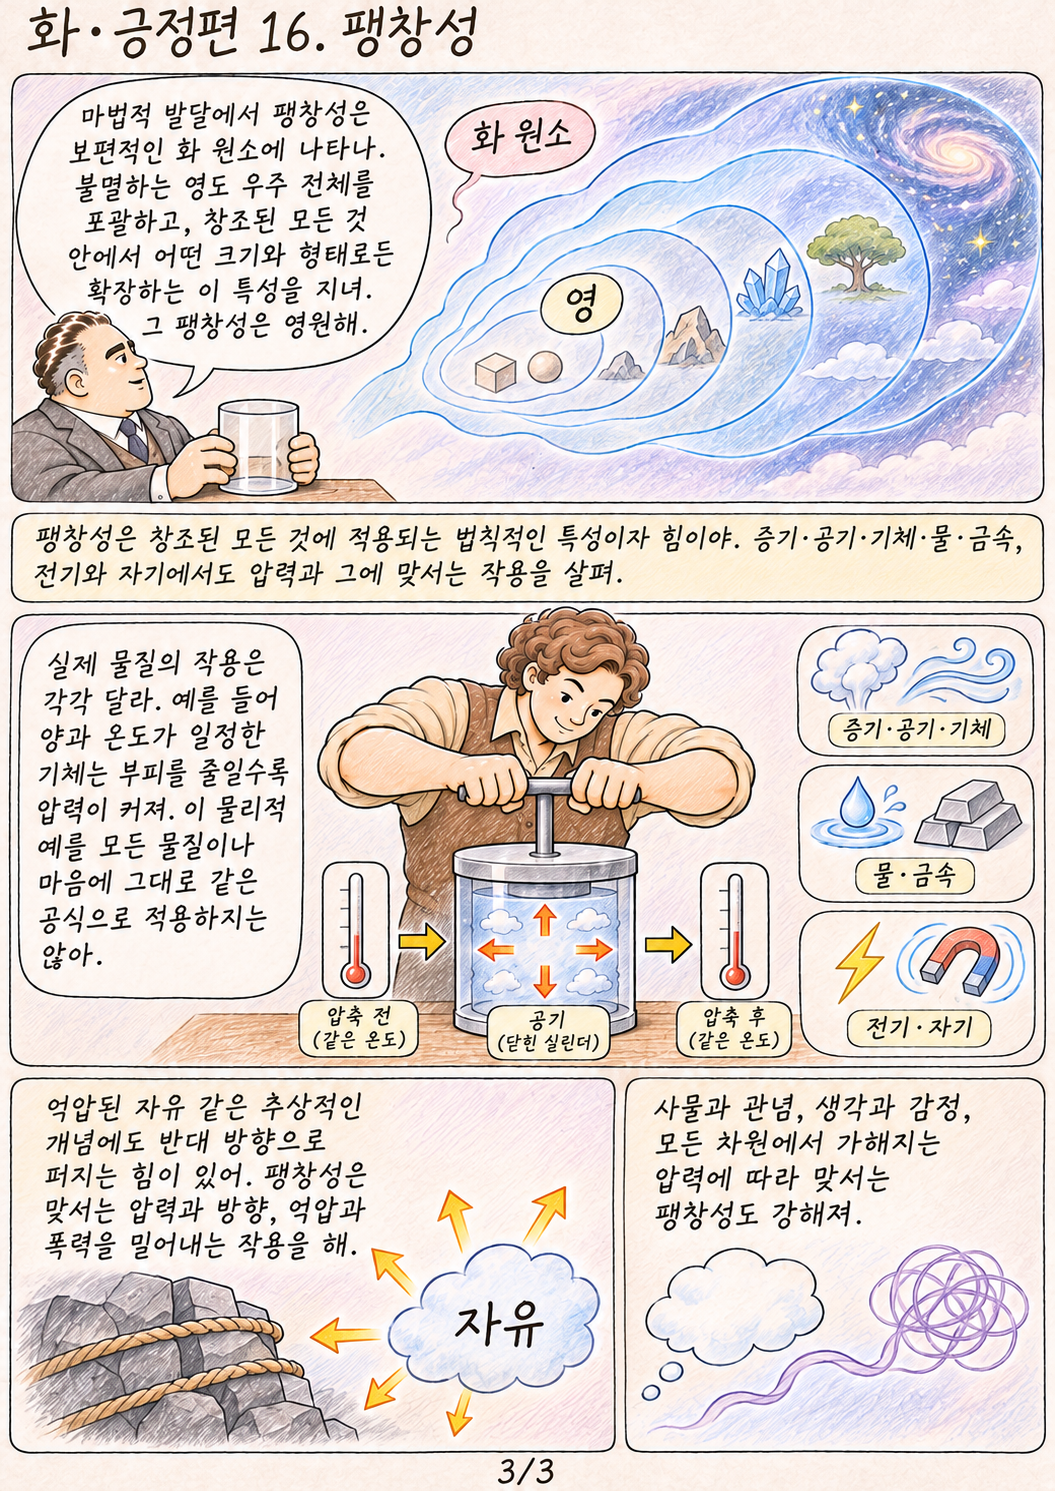 화·긍정편 16. 팽창성
마법적 발달에서 팽창성은
보편적인 화 원소에 나타나.
불멸하는 영도 우주 전체를
포괄하고, 창조된 모든 것
안에서 어떤 크기와 형태로든
확장하는 이 특성을 지녀.
그 팽창성은 영원해.
화 원소
영
팽창성은 창조된 모든 것에 적용되는 법칙적인 특성이자 힘이야. 증기·공기·기체·물·금속,
전기와 자기에서도 압력과 그에 맞서는 작용을 살펴.
실제 물질의 작용은
각각 달라. 예를 들어
양과 온도가 일정한
기체는 부피를 줄일수록
압력이 커져. 이 물리적
예를 모든 물질이나
마음에 그대로 같은
공식으로 적용하지는
않아.
압축 전
(같은 온도)
공기
(닫힌 실린더)
압축 후
(같은 온도)
증기·공기·기체
물·금속
전기·자기
억압된 자유 같은 추상적인
개념에도 반대 방향으로
퍼지는 힘이 있어. 팽창성은
맞서는 압력과 방향, 억압과
폭력을 밀어내는 작용을 해.
자유
사물과 관념, 생각과 감정,
모든 차원에서 가해지는
압력에 따라 맞서는
팽창성도 강해져.
3/3